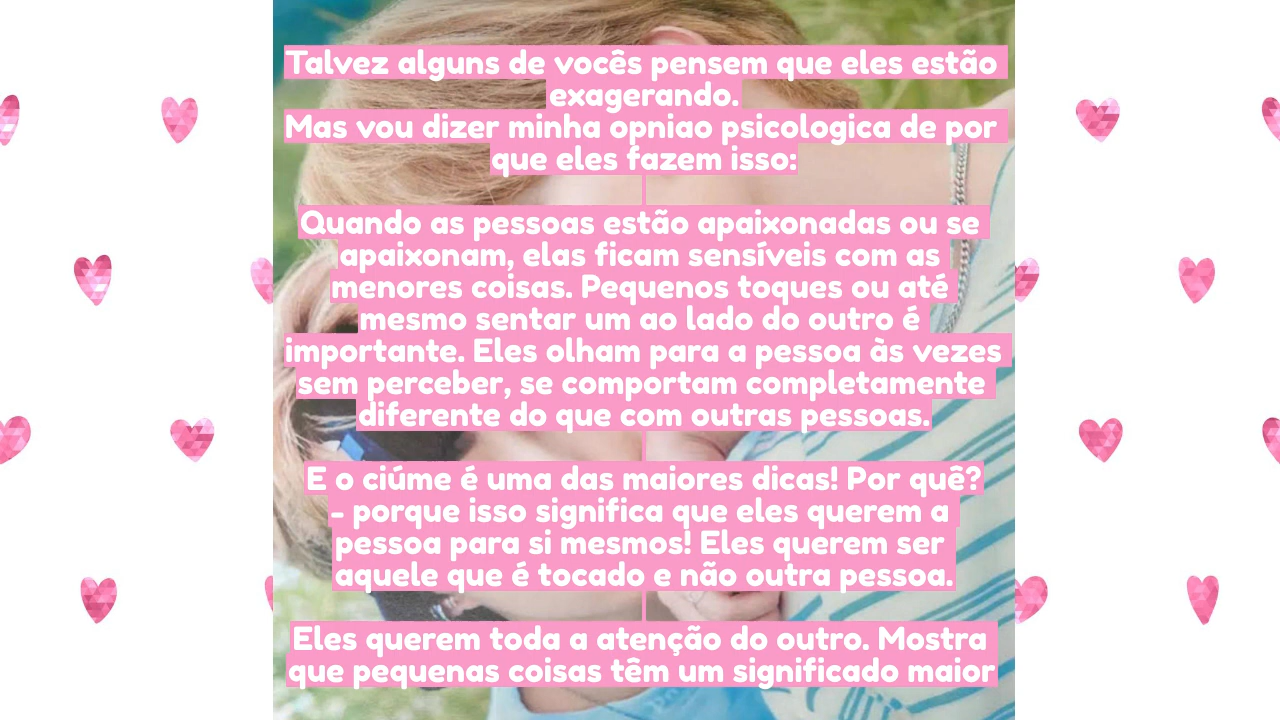 Talvez alguns de vocês pensem que eles estão
exagerando.
Mas vou dizer minha opniao psicologica de por
que eles fazem isso:
Quando as pessoas estão apaixonadas ou se
apaixonam, elas ficam sensíveis com as
menores coisas. Pequenos toques ou até
mesmo sentar um ao lado do outro é
importante. Eles olham para a pessoa às vezes
sem perceber, se comportam completamente
diferente do que com outras pessoas.
E o ciúme é uma das maiores dicas! Por quê?
- porque isso significa que eles querem a
pessoa para si mesmos! Eles querem ser
aquele que é tocado e não outra pessoa.
Eles querem toda a atenção do outro. Mostra
que pequenas coisas têm um significado maior